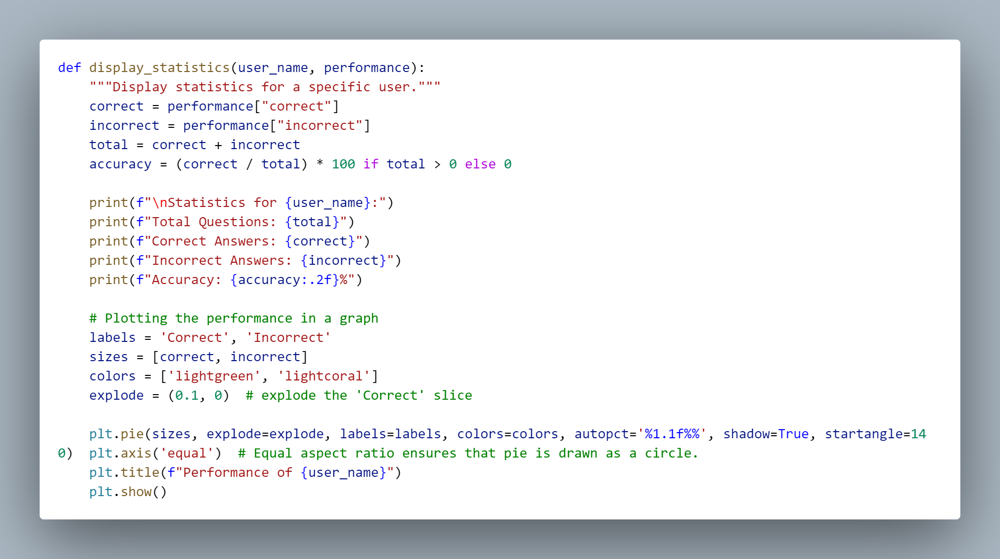 def display_statistics(user_name, performance):
    """Display statistics for a specific user."""
    correct = performance["correct"]
    incorrect = performance["incorrect"]
    total = correct + incorrect
    accuracy = (correct / total) * 100 if total > 0 else 0

    print(f"\nStatistics for {user_name}:")
    print(f"Total Questions: {total}")
    print(f"Correct Answers: {correct}")
    print(f"Incorrect Answers: {incorrect}")
    print(f"Accuracy: {accuracy:.2f}%")

    # Plotting the performance in a graph
    labels = 'Correct', 'Incorrect'
    sizes = [correct, incorrect]
    colors = ['lightgreen', 'lightcoral']
    explode = (0.1, 0)  # explode the 'Correct' slice

    plt.pie(sizes, explode=explode, labels=labels, colors=colors, autopct='%1.1f%%', shadow=True, startangle=14
0)  plt.axis('equal')  # Equal aspect ratio ensures that pie is drawn as a circle.
    plt.title(f"Performance of {user_name}")
    plt.show()